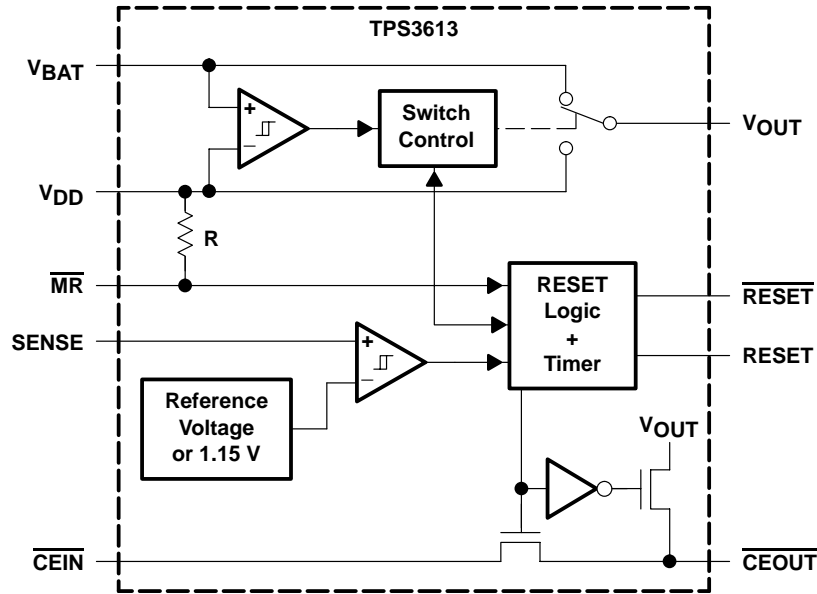 TPS3613
VBAT
+
_
Switch
Control
VOUT
VDD
R
MR
RESET
Logic
+
Timer
RESET
SENSE
+
_
RESET
Reference
Voltage
or 1.15 V
VOUT
CEIN
CEOUT